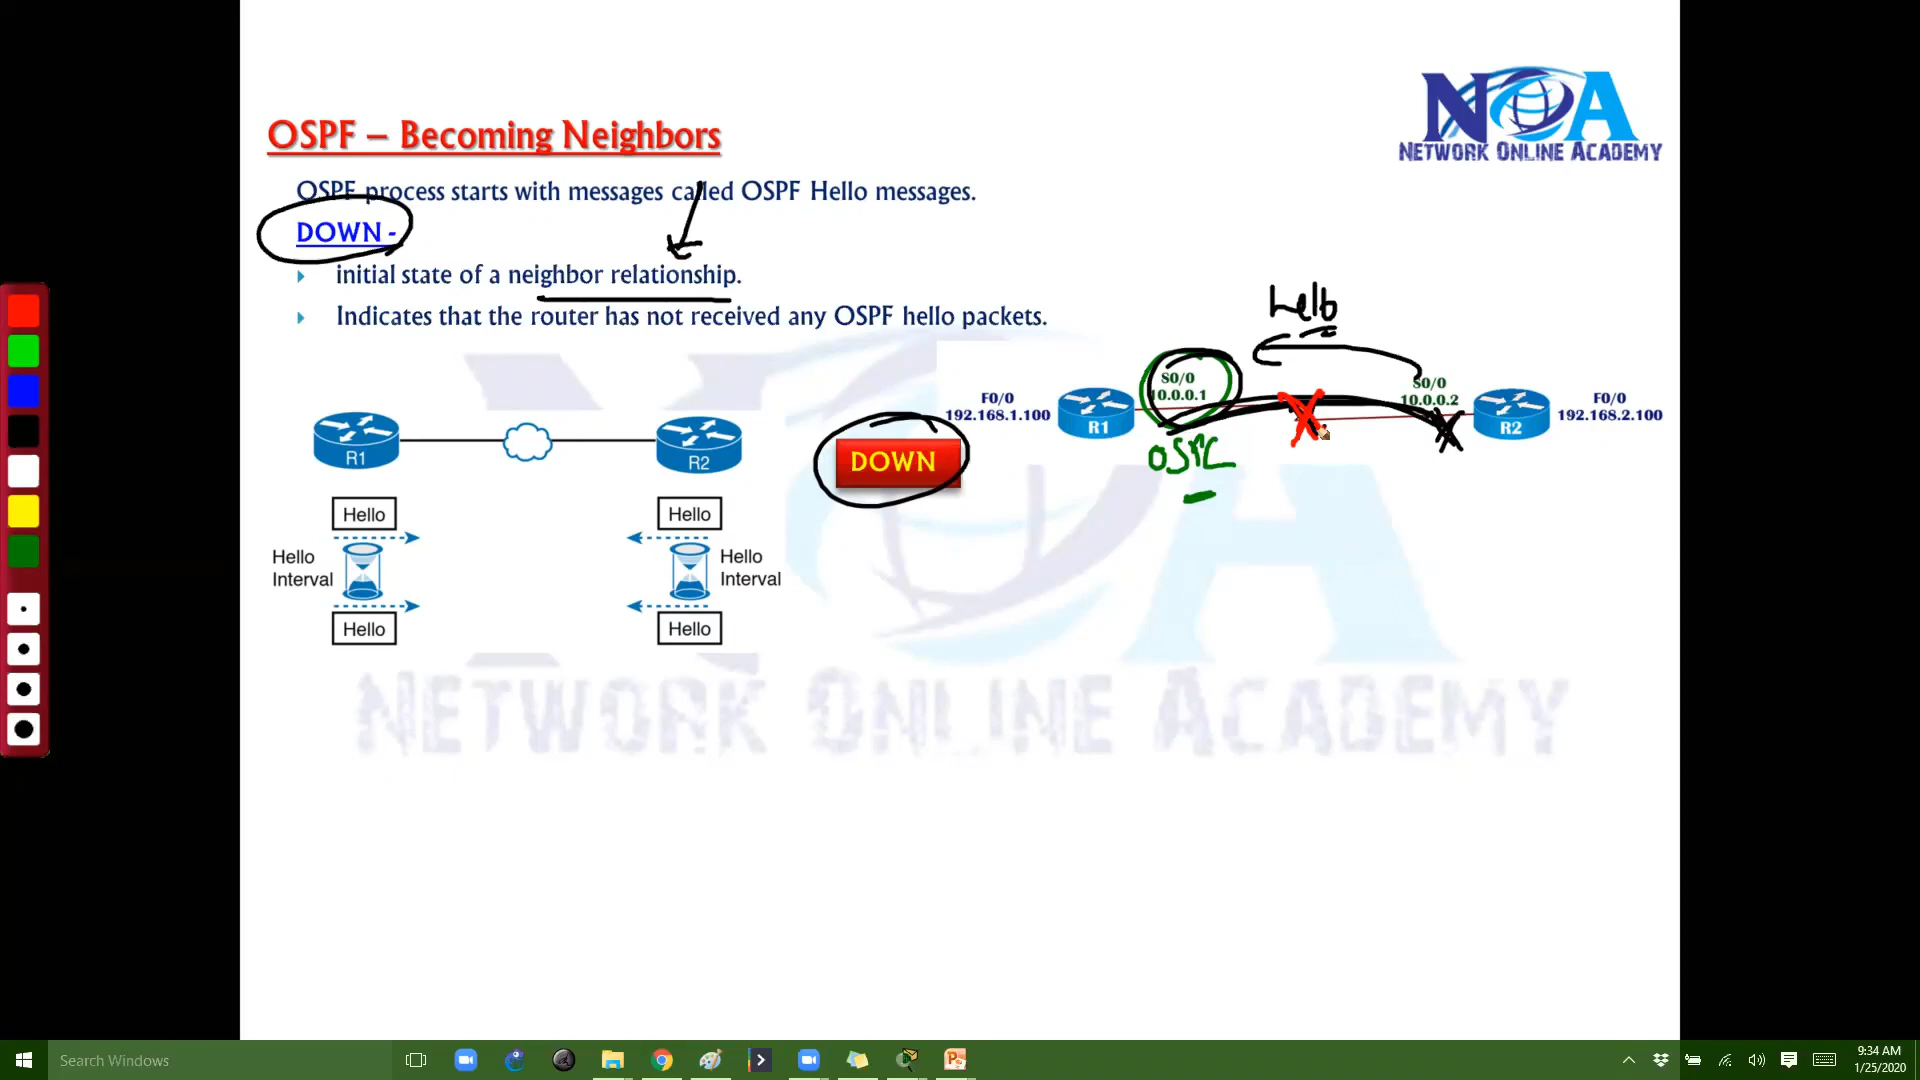 NOA
NETWORK ONLINE ACADEMY
OSPF – Becoming Neighbors
OSPF process starts with messages called OSPF Hello messages.
DOWN -
initial state of a neighbor relationship.
Indicates that the router has not received any OSPF hello packets.
Hello
S0/0
10.0.0.1
S0/0
10.0.0.2
F0/0
192.168.1.100
R1
R2
F0/0
192.168.2.100
R1
R2
DOWN
Hello
Hello
Hello
Interval
Hello
Interval
Hello
Hello
NETWORK ONLINE ACADEMY
Search Windows
9:34 AM
1/25/2020